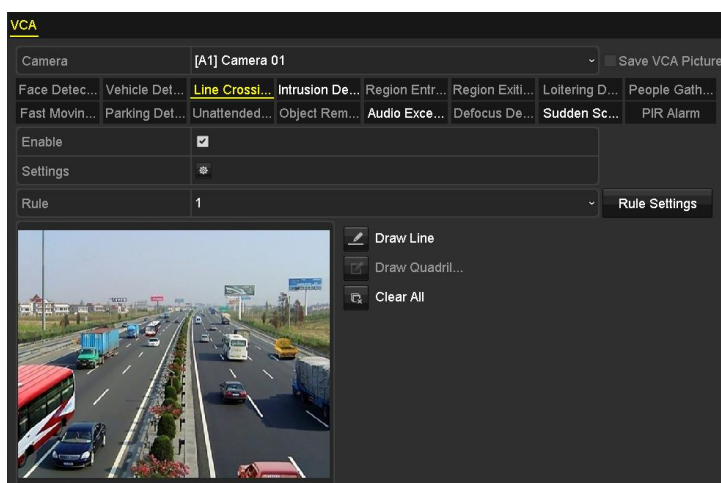 VCA
Camera [A1] Camera 01 Save VCA Picture
Face Detec... Vehicle Det... Line Crossi... Intrusion De... Region Entr... Region Exiti... Loitering D... People Gath...
Fast Movin... Parking Det... Unattended... Object Rem... Audio Exce... Defocus De... Sudden Sc... PIR Alarm
Enable
Settings
Rule 1 Rule Settings
Draw Line
Draw Quadril...
Clear All